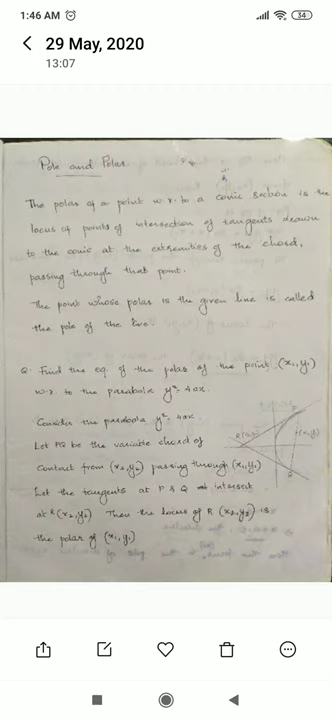 1:46 AM
34
29 May, 2020
13:07
Pole and Polar.
The polar of a point w.r. to a conic section is the
locus of points of intersection of tangents drawn
to the conic at the extremities of the chord,
passing through that point.
The point whose polar is the given line is called
the pole of the line.
Q. Find the eq. of the polar of the point (x₁, y₁)
w.r. to the parabola y² = 4ax.
Consider the parabola y² = 4ax.
Let PQ be the variable chord of
Contact from (x₂, y₂) passing through (x₁, y₁)
Let the tangents at P & Q intersect
at R (x₂, y₂) Then the locus of R (x₂, y₂) is
the polar of (x₁, y₁)